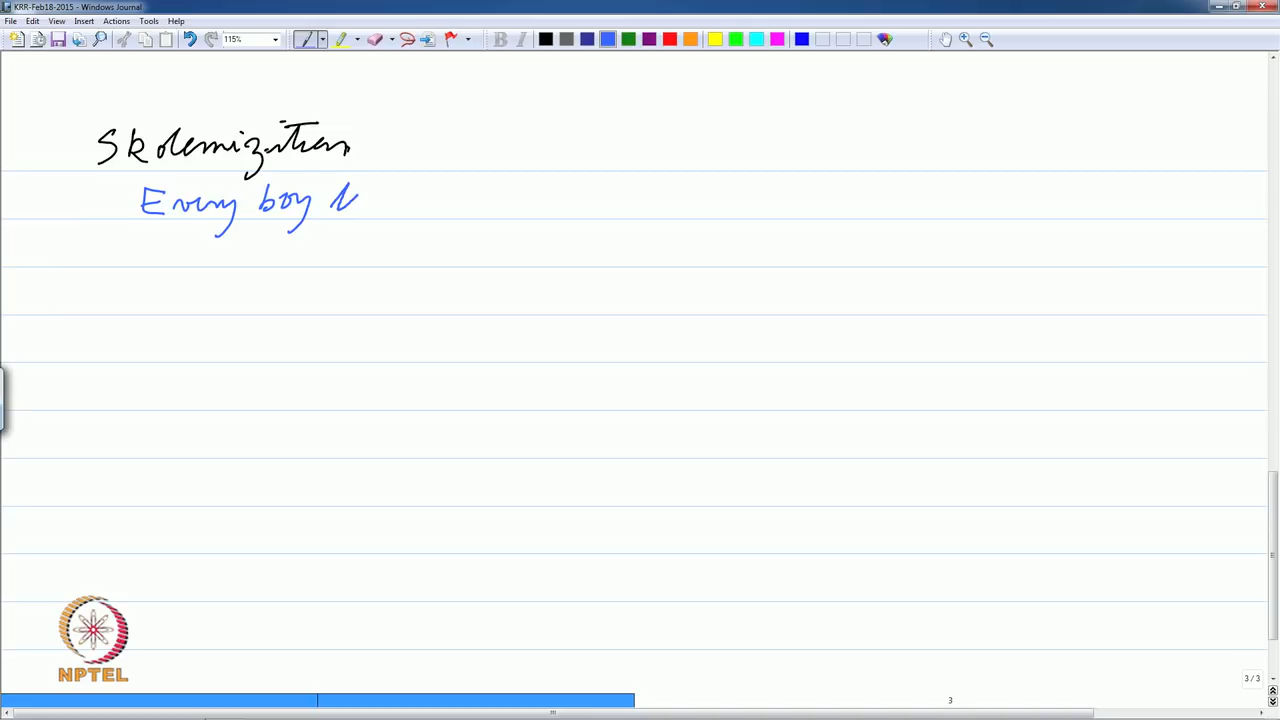 KRR-Feb18-2015 - Windows Journal
File Edit View Insert Actions Tools Help
115%
B I
Skolemization
Every boy
NPTEL
3 / 3
3